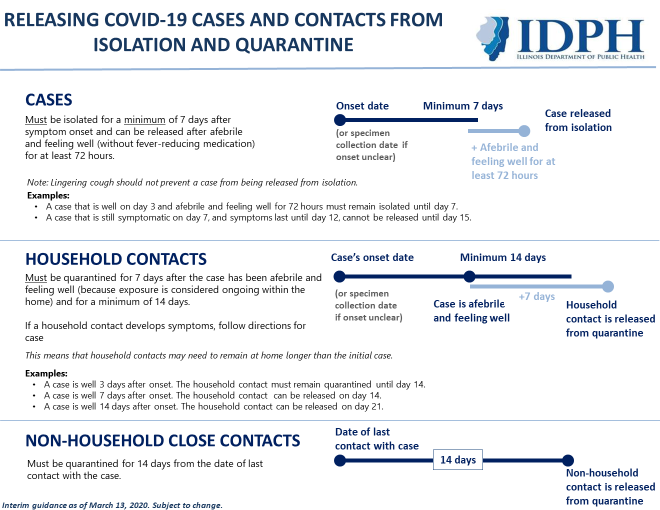 RELEASING COVID-19 CASES AND CONTACTS FROM
ISOLATION AND QUARANTINE
IDPH
ILLINOIS DEPARTMENT OF PUBLIC HEALTH
CASES
Must be isolated for a minimum of 7 days after
symptom onset and can be released after afebrile
and feeling well (without fever-reducing medication)
for at least 72 hours.
Onset date
Minimum 7 days
(or specimen
collection date if
onset unclear)
Case released
from isolation
+ Afebrile and
feeling well for at
least 72 hours
Note: Lingering cough should not prevent a case from being released from isolation.
Examples:
• A case that is well on day 3 and afebrile and feeling well for 72 hours must remain isolated until day 7.
• A case that is still symptomatic on day 7, and symptoms last until day 12, cannot be released until day 15.
HOUSEHOLD CONTACTS
Must be quarantined for 7 days after the case has been afebrile and
feeling well (because exposure is considered ongoing within the
home) and for a minimum of 14 days.
If a household contact develops symptoms, follow directions for
case
Case's onset date
Minimum 14 days
(or specimen
collection date
if onset unclear)
Case is afebrile
and feeling well
+7 days
Household
contact is released
from quarantine
This means that household contacts may need to remain at home longer than the initial case.
Examples:
• A case is well 3 days after onset. The household contact must remain quarantined until day 14.
• A case is well 7 days after onset. The household contact can be released on day 14.
• A case is well 14 days after onset. The household contact can be released on day 21.
NON-HOUSEHOLD CLOSE CONTACTS
Must be quarantined for 14 days from the date of last
contact with the case.
Date of last
contact with case
14 days
Non-household
contact is released
from quarantine
Interim guidance as of March 13, 2020. Subject to change.